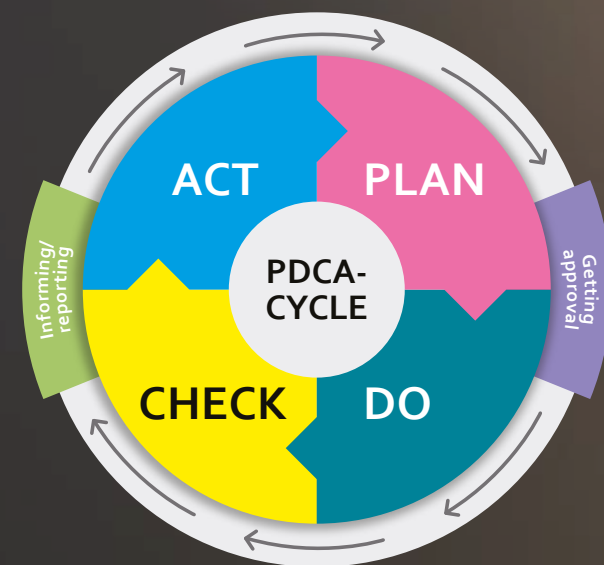 ACT
PLAN
Informing/
reporting
PDCA-
CYCLE
Getting
approval
CHECK
DO